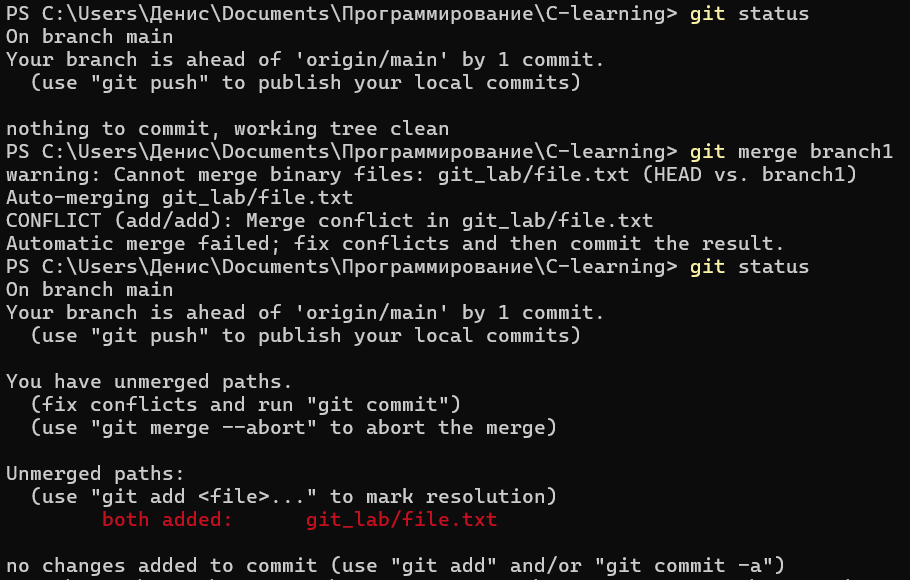 PS C:\Users\Денис\Documents\Программирование\C-learning> git status
On branch main
Your branch is ahead of 'origin/main' by 1 commit.
  (use "git push" to publish your local commits)

nothing to commit, working tree clean
PS C:\Users\Денис\Documents\Программирование\C-learning> git merge branch1
warning: Cannot merge binary files: git_lab/file.txt (HEAD vs. branch1)
Auto-merging git_lab/file.txt
CONFLICT (add/add): Merge conflict in git_lab/file.txt
Automatic merge failed; fix conflicts and then commit the result.
PS C:\Users\Денис\Documents\Программирование\C-learning> git status
On branch main
Your branch is ahead of 'origin/main' by 1 commit.
  (use "git push" to publish your local commits)

You have unmerged paths.
  (fix conflicts and run "git commit")
  (use "git merge --abort" to abort the merge)

Unmerged paths:
  (use "git add <file>..." to mark resolution)
        both added:      git_lab/file.txt

no changes added to commit (use "git add" and/or "git commit -a")